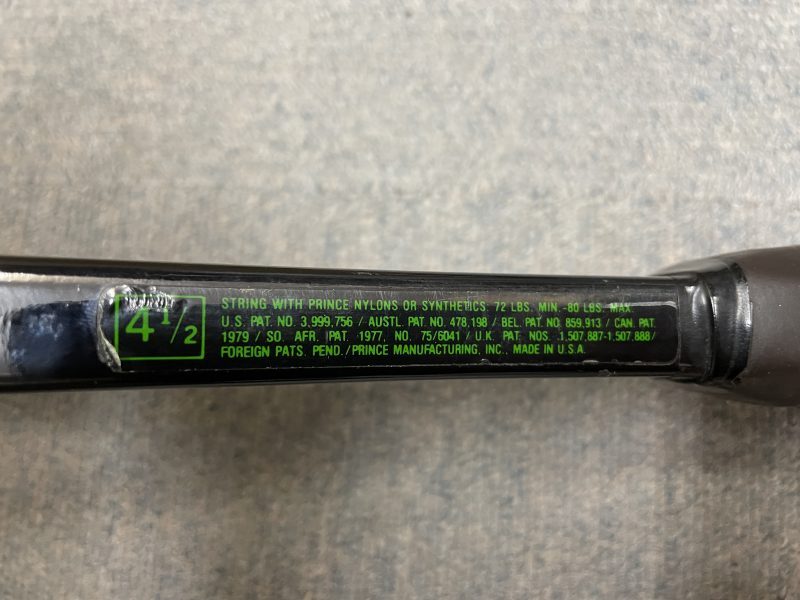 4 1/2
STRING WITH PRINCE NYLONS OR SYNTHETICS: 72 LBS. MIN.-80 LBS. MAX.
U.S. PAT. NO. 3,999,756 / AUSTL. PAT. NO. 478,198 / BEL. PAT. NO. 859,913 / CAN. PAT.
1979 / SO. AFR. PAT. 1977, NO. 75/6041 / U.K. PAT. NOS. 1,507,887-1,507,888/
FOREIGN PATS. PEND./PRINCE MANUFACTURING, INC., MADE IN U.S.A.